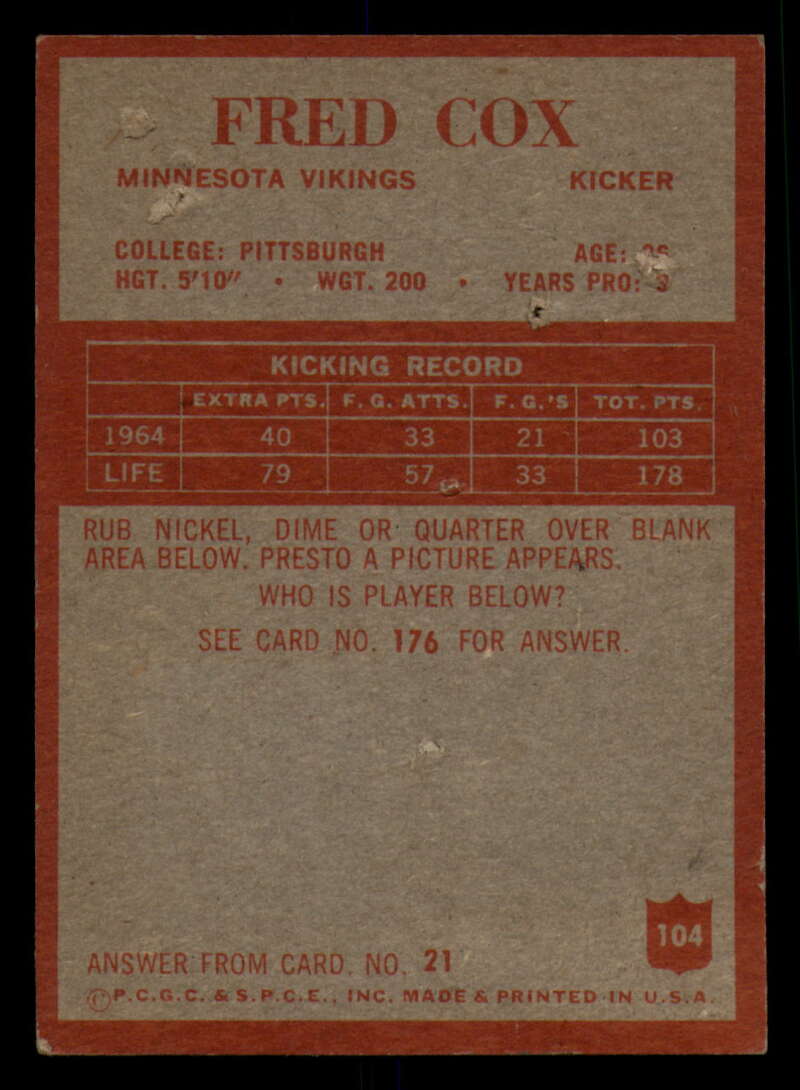 FRED COX
MINNESOTA VIKINGS KICKER
COLLEGE: PITTSBURGH AGE:
HGT. 5'10" • WGT. 200 • YEARS PRO: 3
KICKING RECORD
EXTRA PTS. F. G. ATTS. F. G.'S TOT. PTS.
1964 40 33 21 103
LIFE 79 57 33 178
RUB NICKEL, DIME OR QUARTER OVER BLANK
AREA BELOW. PRESTO A PICTURE APPEARS.
WHO IS PLAYER BELOW?
SEE CARD NO. 176 FOR ANSWER.
104
ANSWER FROM CARD. NO. 21
©P.C.G.C. & S.P.C.E., INC. MADE & PRINTED IN U.S.A.